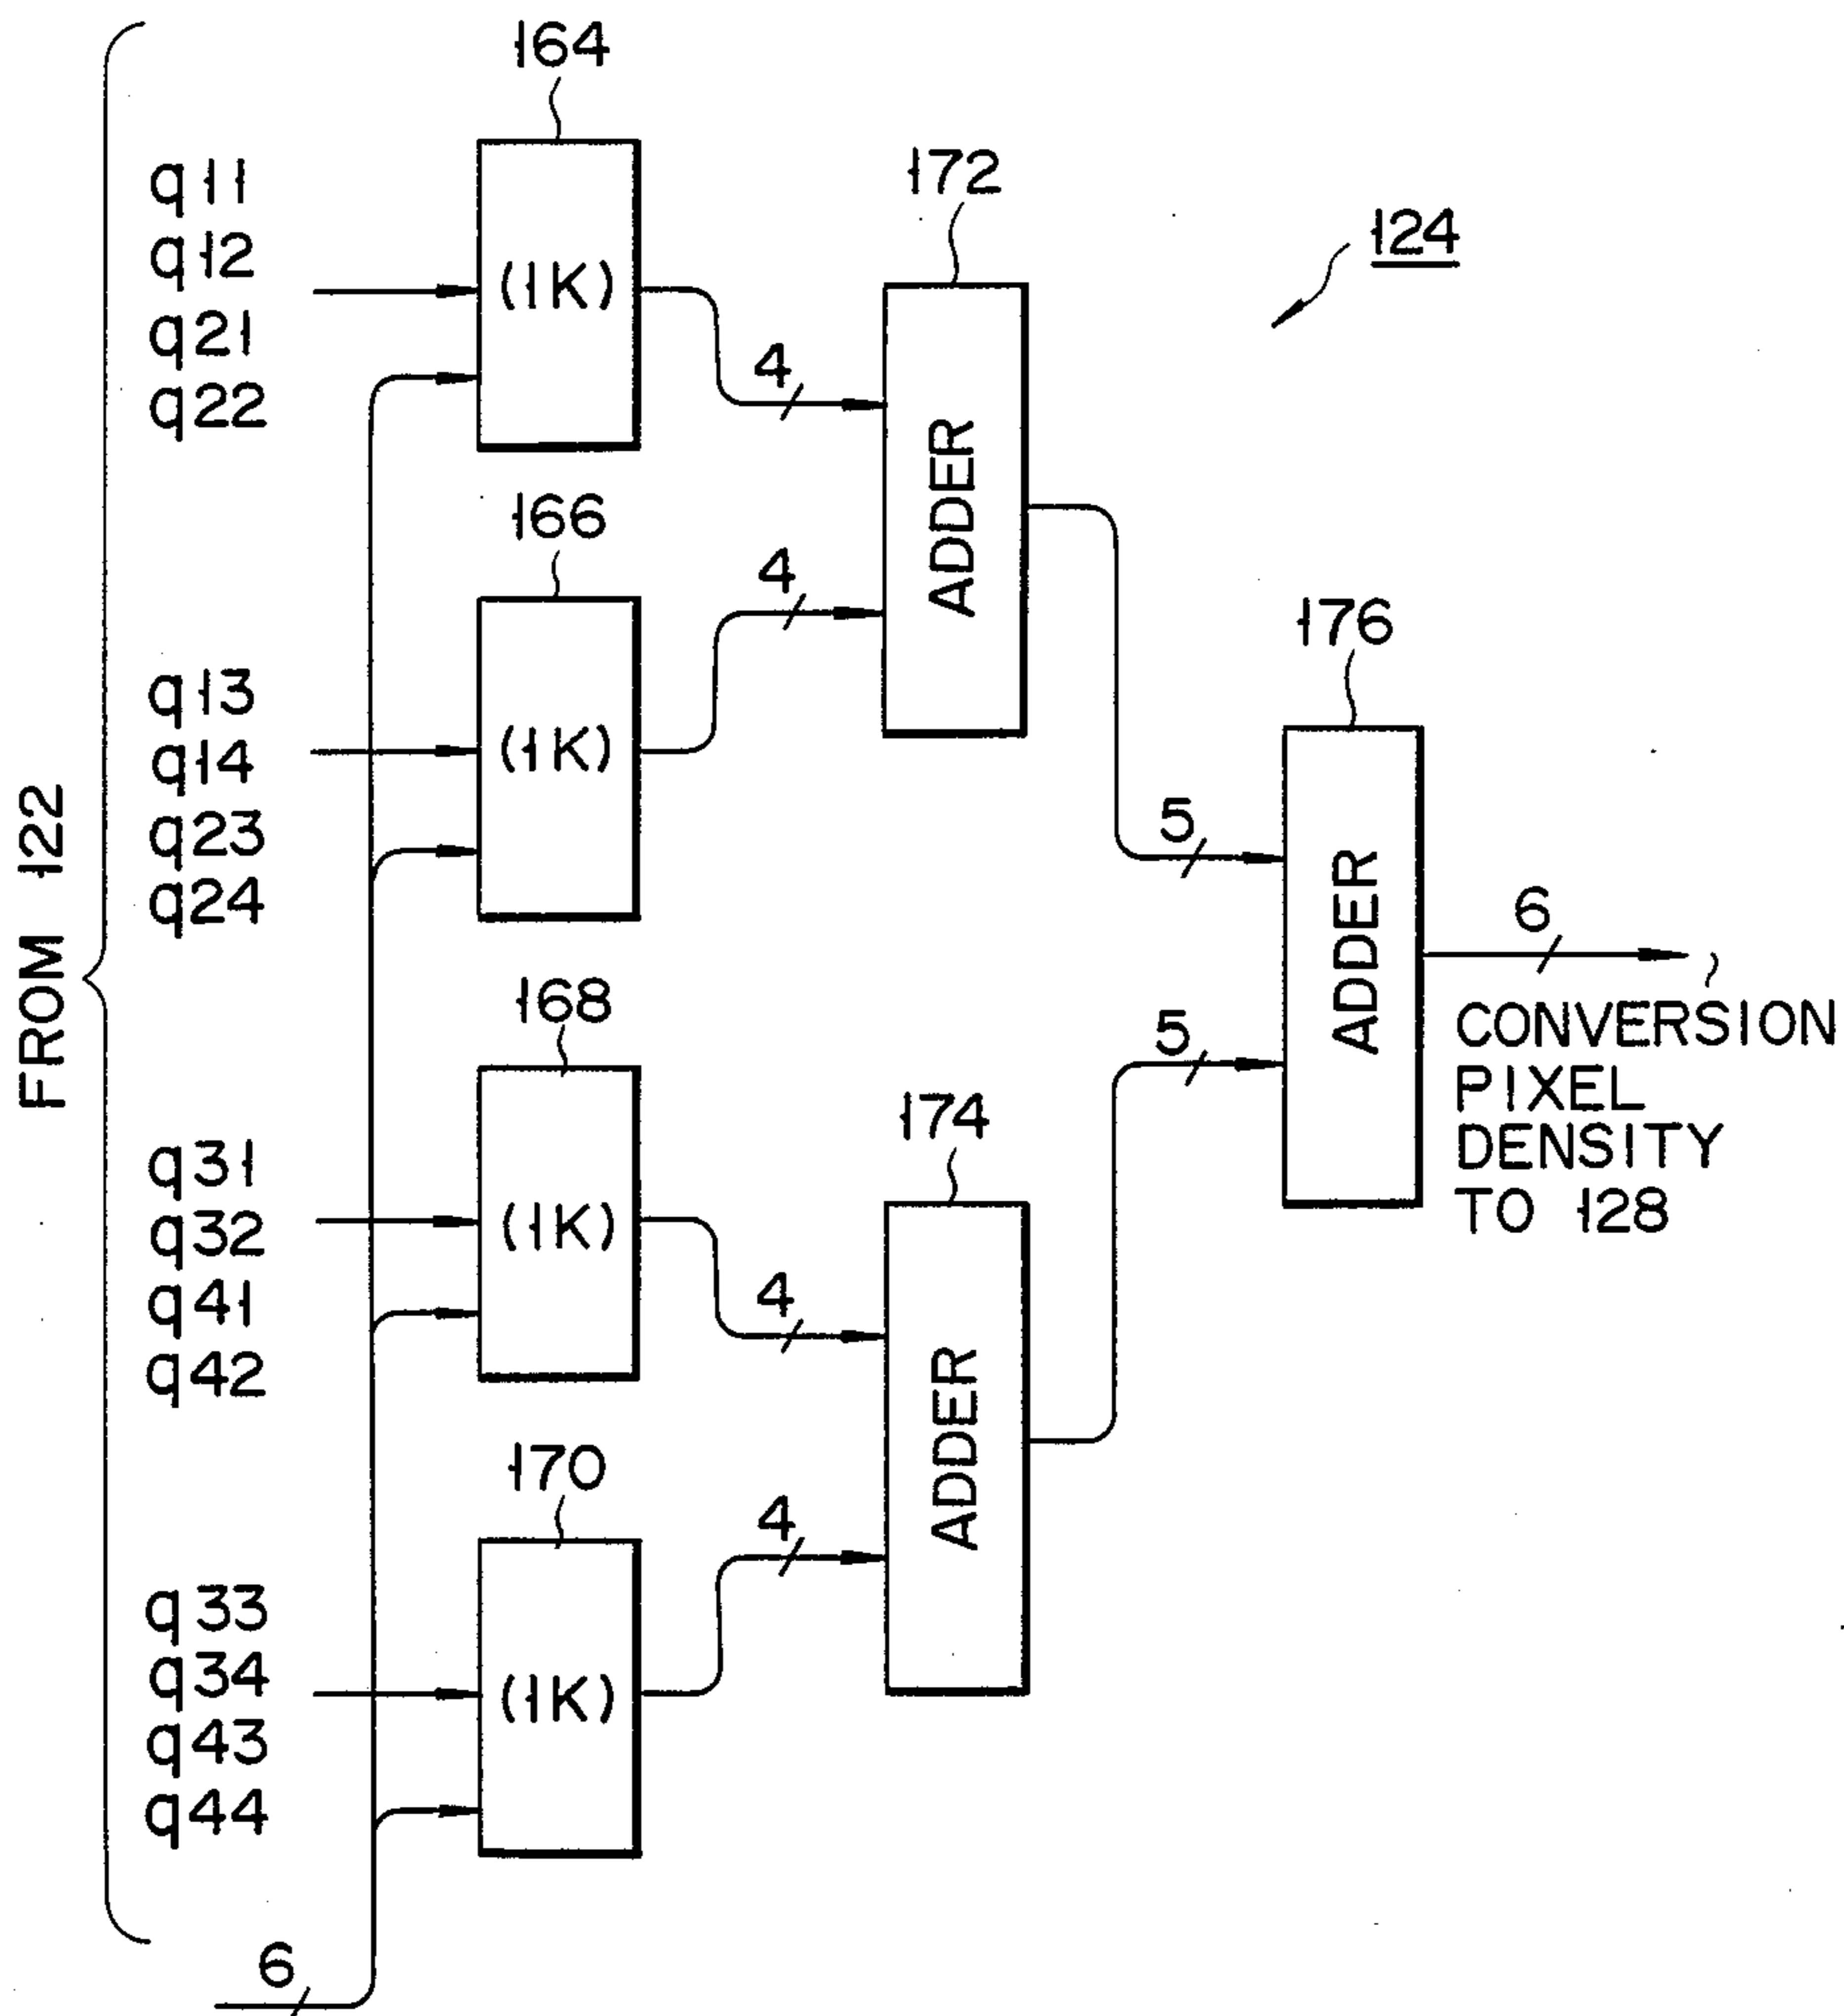 164
q11
q12
q21
q22
(1K)
172
124
4
ADDER
166
4
q13
q14
q23
q24
(1K)
176
FROM 122
5
ADDER
6
168
5
CONVERSION
PIXEL
DENSITY
TO 128
174
q31
q32
q41
q42
(1K)
4
ADDER
170
4
q33
q34
q43
q44
(1K)
6